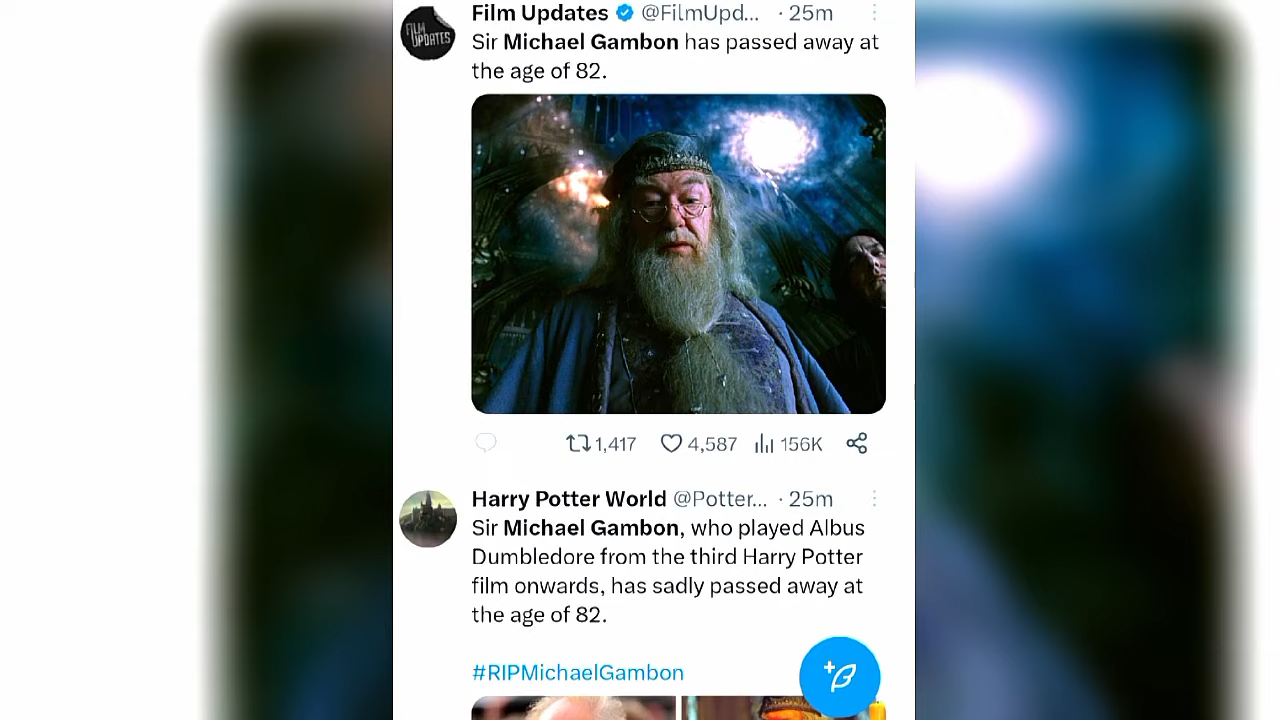 FILM
UPDATES
Film Updates @FilmUpd... · 25m
Sir Michael Gambon has passed away at
the age of 82.
1,417 4,587 156K
Harry Potter World @Potter... · 25m
Sir Michael Gambon, who played Albus
Dumbledore from the third Harry Potter
film onwards, has sadly passed away at
the age of 82.
#RIPMichaelGambon